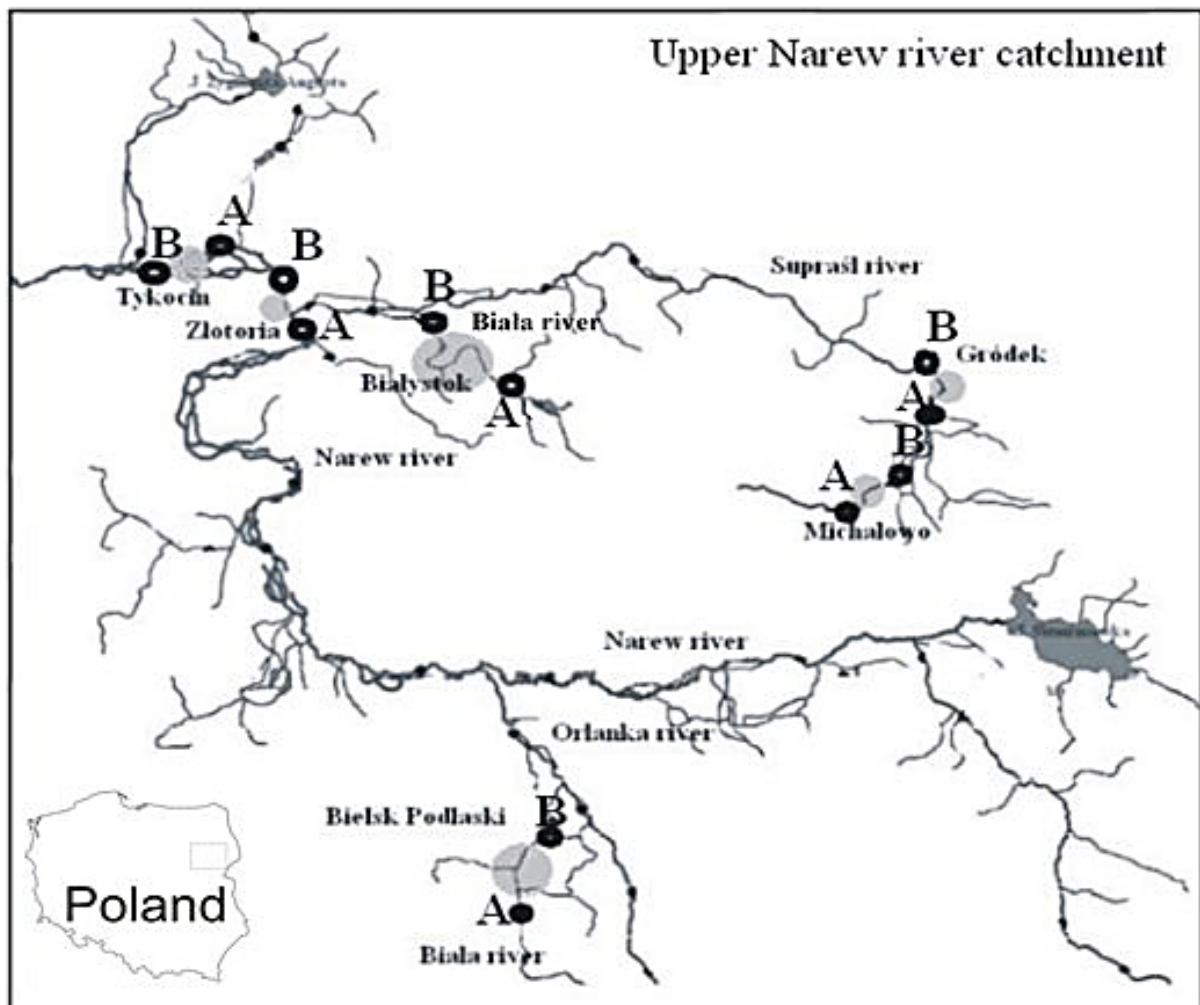 Upper Narew river catchment
A
B
B
Tykocin
Supraśl river
B
Biała river
B
Gródek
Złotoria
A
Białystok
A
A
B
Narew river
A
Michałowo
Narew river
Orlanka river
Bielsk Podlaski
B
Poland
A
Biała river